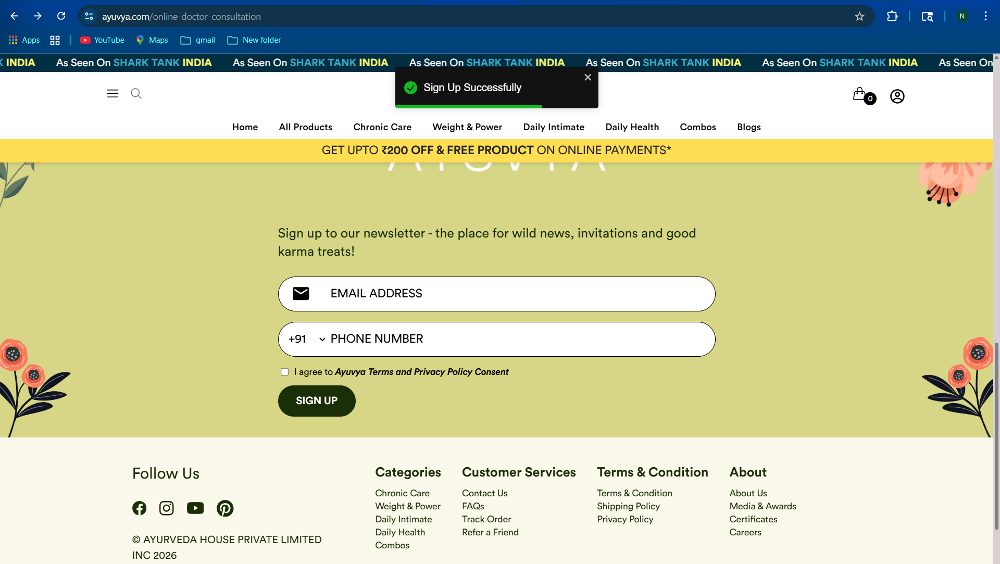 ayuvya.com/online-doctor-consultation
N
Apps
YouTube
Maps
gmail
New folder
K INDIA As Seen On SHARK TANK INDIA As Seen On SHARK TANK INDIA As Seen On SHARK TANK INDIA As Seen On SHARK TANK INDIA As Seen On SHARK TANK INDIA As Seen On
Sign Up Successfully
0
Home All Products Chronic Care Weight & Power Daily Intimate Daily Health Combos Blogs
GET UPTO ₹200 OFF & FREE PRODUCT ON ONLINE PAYMENTS*
AYUVYA
Sign up to our newsletter - the place for wild news, invitations and good
karma treats!
EMAIL ADDRESS
+91 PHONE NUMBER
I agree to Ayuvya Terms and Privacy Policy Consent
SIGN UP
Follow Us
© AYURVEDA HOUSE PRIVATE LIMITED
INC 2026
Categories
Chronic Care
Weight & Power
Daily Intimate
Daily Health
Combos
Customer Services
Contact Us
FAQs
Track Order
Refer a Friend
Terms & Condition
Terms & Condition
Shipping Policy
Privacy Policy
About
About Us
Media & Awards
Certificates
Careers